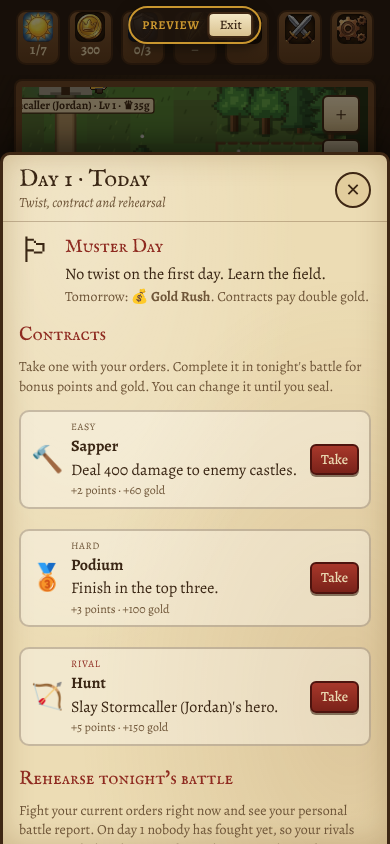 PREVIEW Exit
1/7 300 0/3 –
caller (Jordan) · Lv 1 · ♛35g
+
Day 1 · Today
Twist, contract and rehearsal
✕
Muster Day
No twist on the first day. Learn the field.
Tomorrow: 💰 Gold Rush. Contracts pay double gold.
Contracts
Take one with your orders. Complete it in tonight's battle for
bonus points and gold. You can change it until you seal.
EASY
Sapper
Deal 400 damage to enemy castles.
+2 points · +60 gold
Take
HARD
Podium
Finish in the top three.
+3 points · +100 gold
Take
RIVAL
Hunt
Slay Stormcaller (Jordan)'s hero.
+5 points · +150 gold
Take
Rehearse tonight's battle
Fight your current orders right now and see your personal
battle report. On day 1 nobody has fought yet, so your rivals